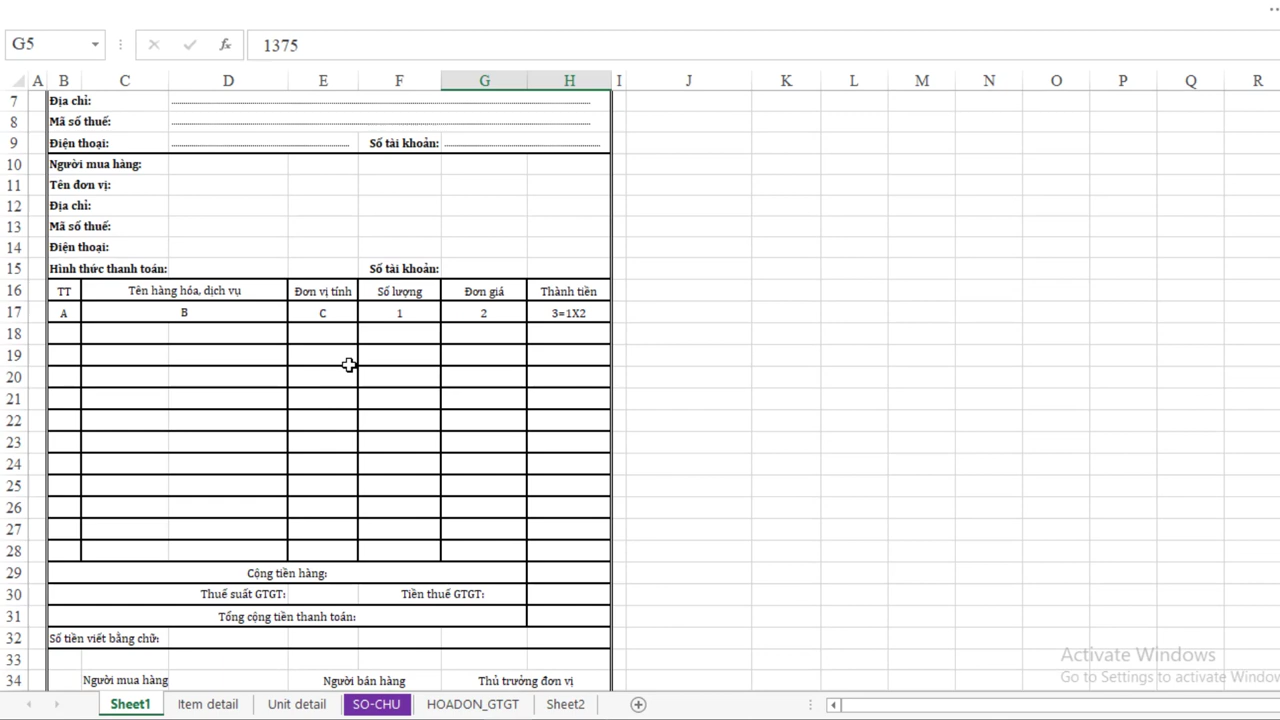 G5 fx 1375
A B C D E F G H I J K L M N O P Q R
7 Địa chỉ:
8 Mã số thuế:
9 Điện thoại: Số tài khoản:
10 Người mua hàng:
11 Tên đơn vị:
12 Địa chỉ:
13 Mã số thuế:
14 Điện thoại:
15 Hình thức thanh toán: Số tài khoản:
16 TT Tên hàng hóa, dịch vụ Đơn vị tính Số lượng Đơn giá Thành tiền
17 A B C 1 2 3=1X2
18
19
20
21
22
23
24
25
26
27
28
29 Cộng tiền hàng:
30 Thuế suất GTGT: Tiền thuế GTGT:
31 Tổng cộng tiền thanh toán:
32 Số tiền viết bằng chữ:
33
34 Người mua hàng Người bán hàng Thủ trưởng đơn vị
Activate Windows
Go to Settings to activate Windows
Sheet1 Item detail Unit detail SO-CHU HOADON_GTGT Sheet2